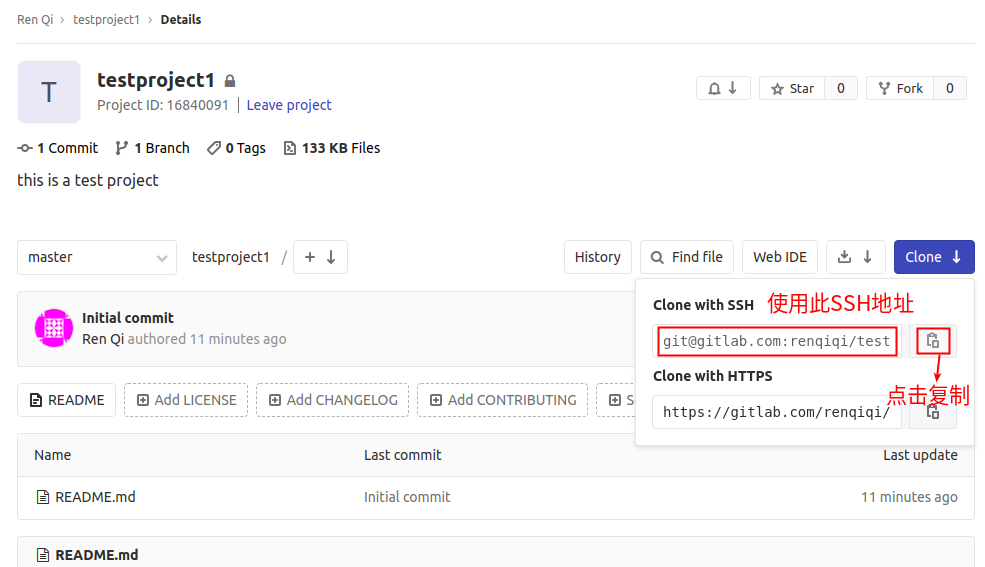 Ren Qi › testproject1 › Details
T
testproject1
Project ID: 16840091 | Leave project
Star 0 Fork 0
1 Commit 1 Branch 0 Tags 133 KB Files
this is a test project
master testproject1 / + History Find file Web IDE Clone
Clone with SSH 使用此SSH地址
git@gitlab.com:renqiqi/test
Clone with HTTPS
点击复制
https://gitlab.com/renqiqi/
Initial commit
Ren Qi authored 11 minutes ago
README Add LICENSE Add CHANGELOG Add CONTRIBUTING
Name Last commit Last update
README.md Initial commit 11 minutes ago
README.md